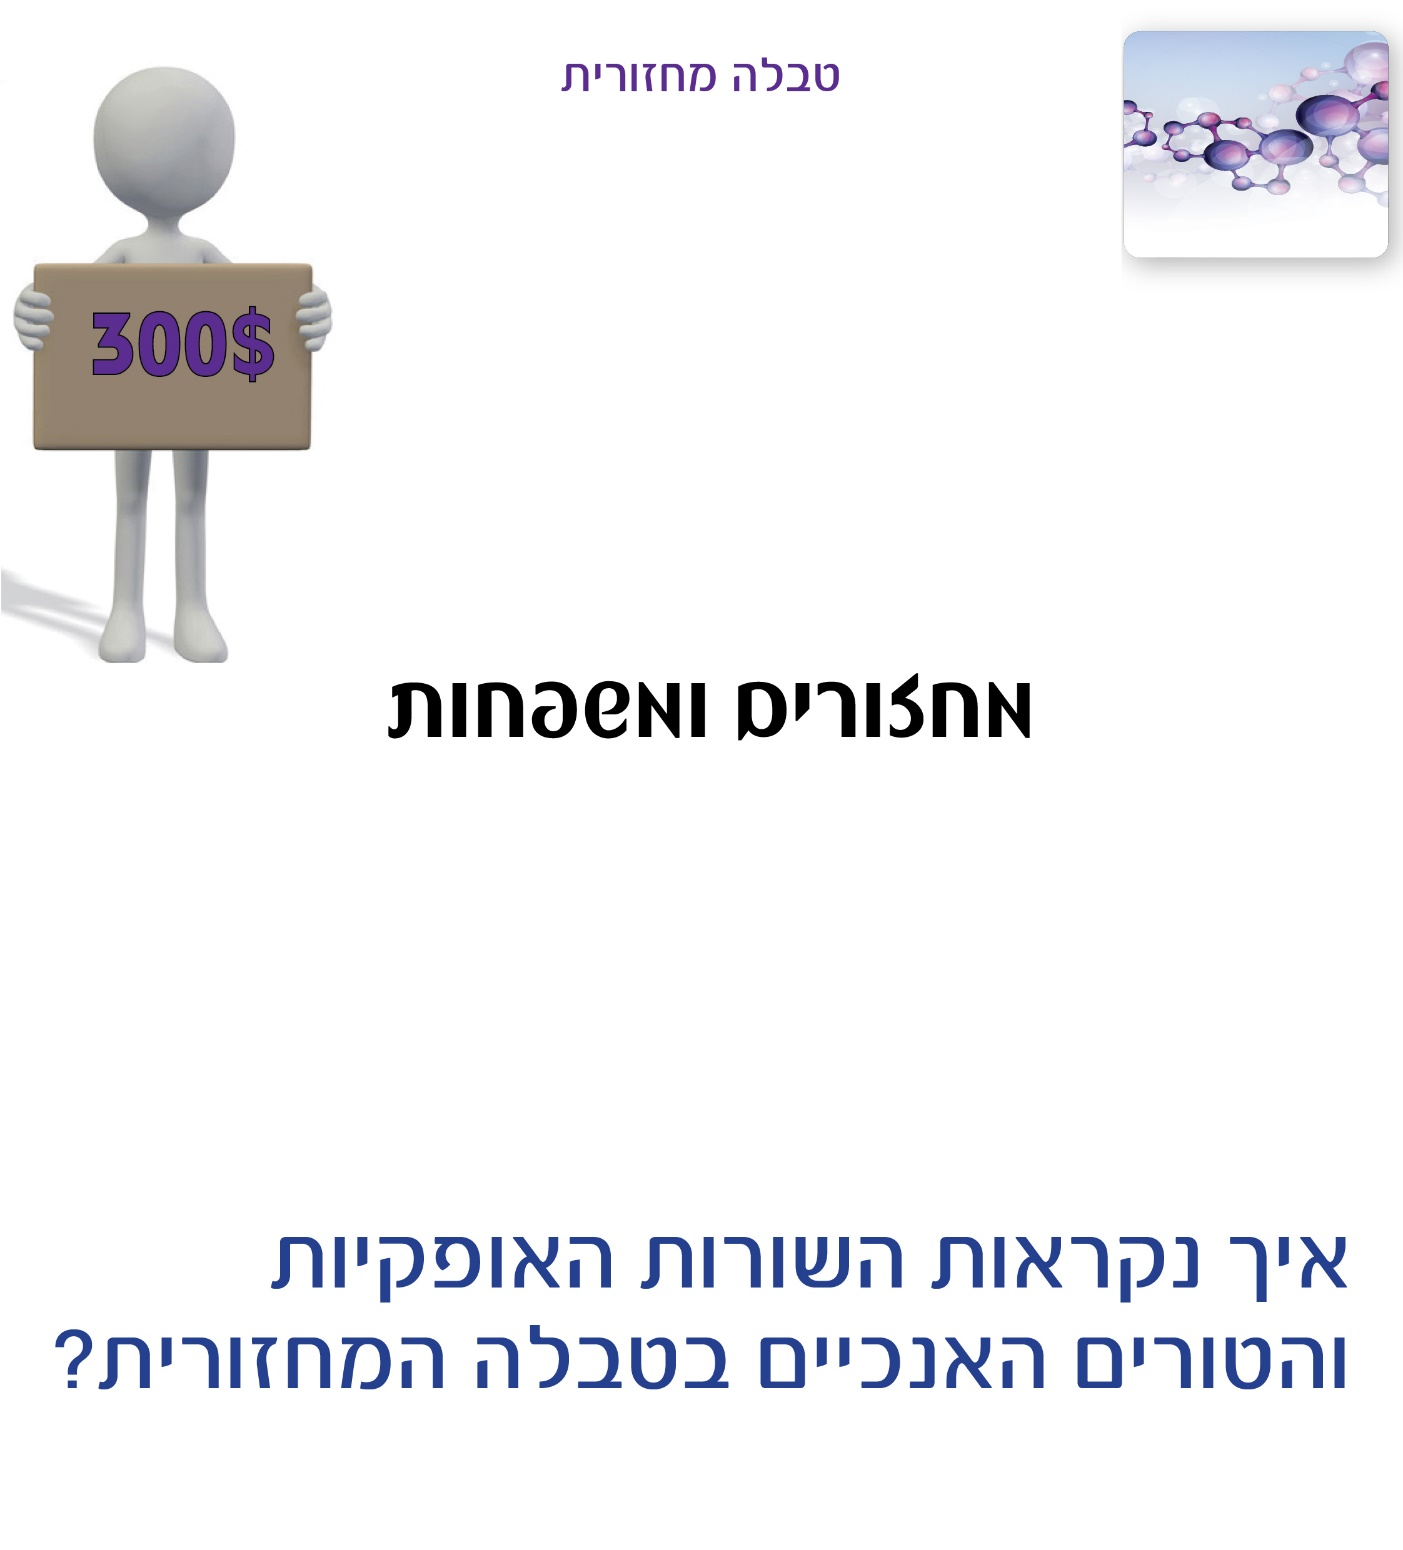 טבלה מחזורית
300$
מחזורים ומשפחות
איך נקראות השורות האופקיות
והטורים האנכיים בטבלה המחזורית?